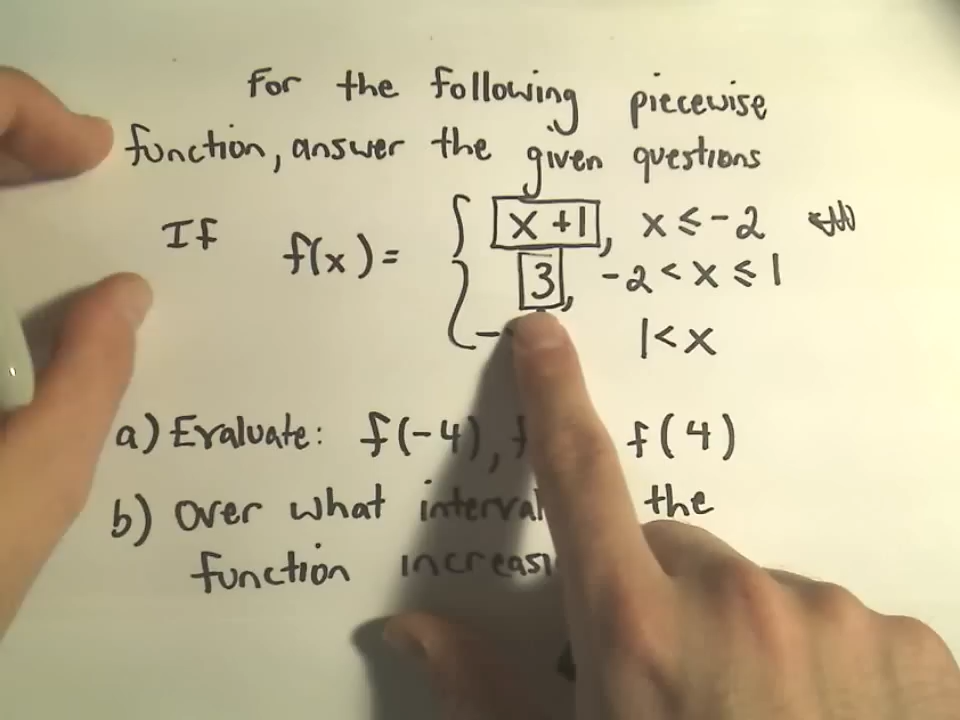 For the following piecewise
function, answer the given questions
If f(x) = { x+1, x ≤ -2
3, -2 < x ≤ 1
- 1 < x
a) Evaluate: f(-4), f(4)
b) Over what the
function